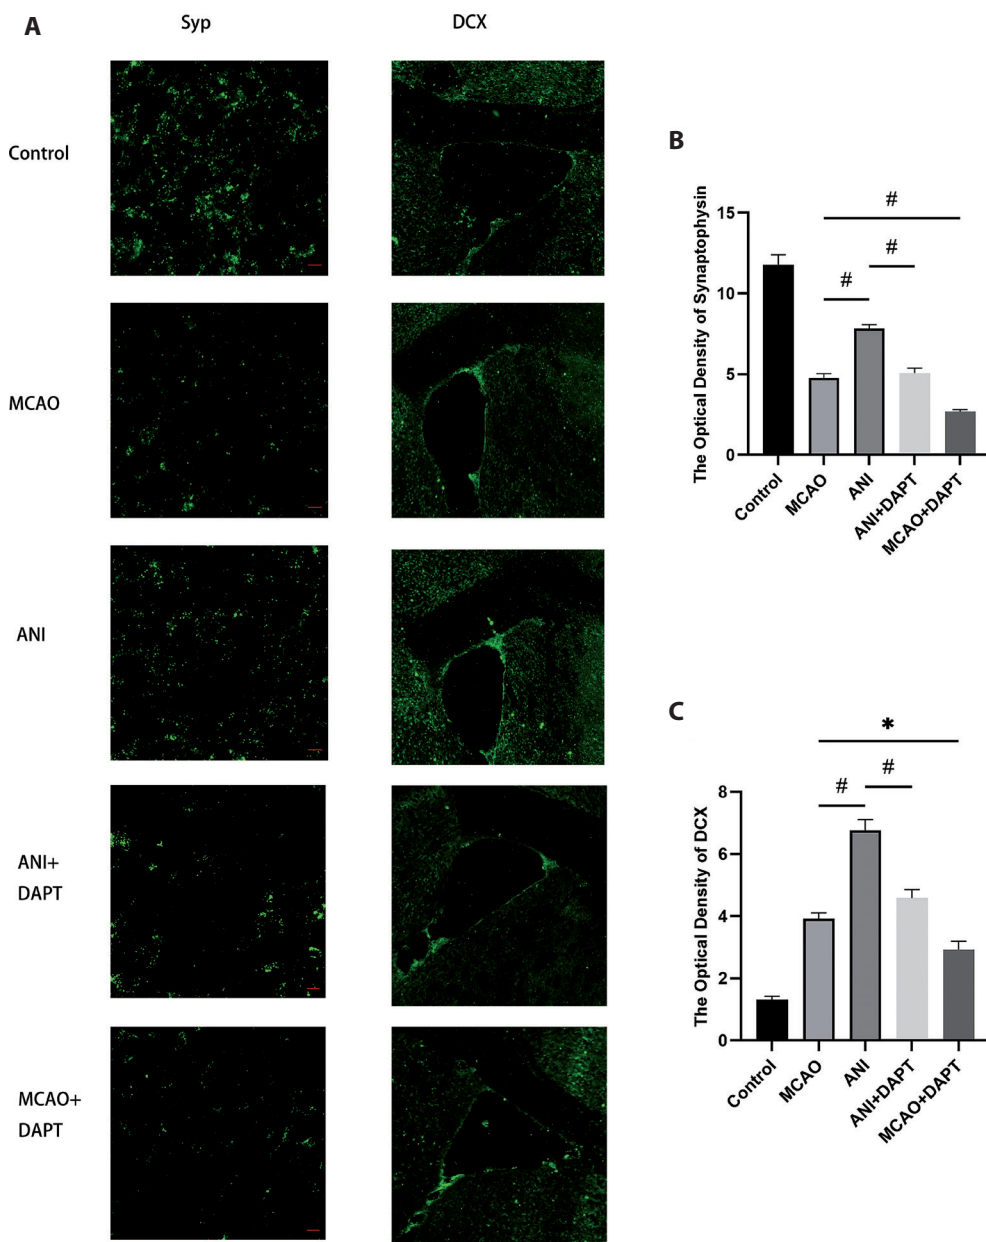 A
Syp
DCX
Control
MCAO
ANI
ANI+
DAPT
MCAO+
DAPT
B
The Optical Density of Synaptophysin
15
10
5
0
#
#
#
Control
MCAO
ANI
ANI+DAPT
MCAO+DAPT
C
The Optical Density of DCX
8
6
4
2
0
*
#
#
Control
MCAO
ANI
ANI+DAPT
MCAO+DAPT